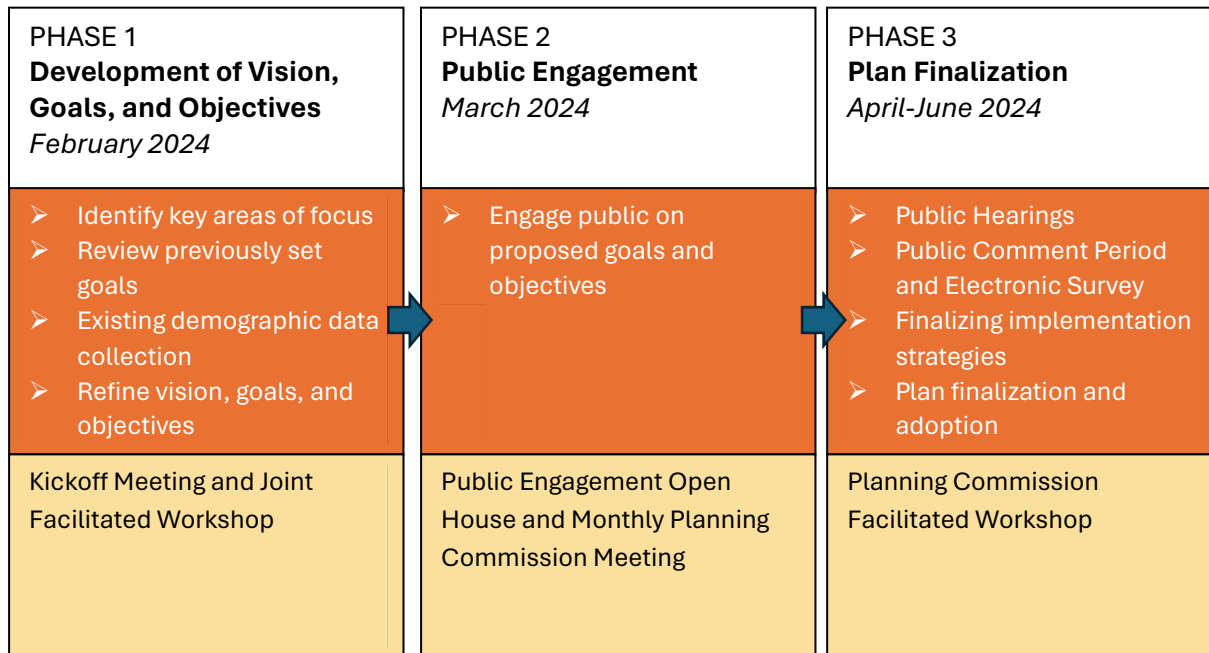 PHASE 1
Development of Vision,
Goals, and Objectives
February 2024
➢ Identify key areas of focus
➢ Review previously set
goals
➢ Existing demographic data
collection
➢ Refine vision, goals, and
objectives
Kickoff Meeting and Joint
Facilitated Workshop
PHASE 2
Public Engagement
March 2024
➢ Engage public on
proposed goals and
objectives
Public Engagement Open
House and Monthly Planning
Commission Meeting
PHASE 3
Plan Finalization
April-June 2024
➢ Public Hearings
➢ Public Comment Period
and Electronic Survey
➢ Finalizing implementation
strategies
➢ Plan finalization and
adoption
Planning Commission
Facilitated Workshop